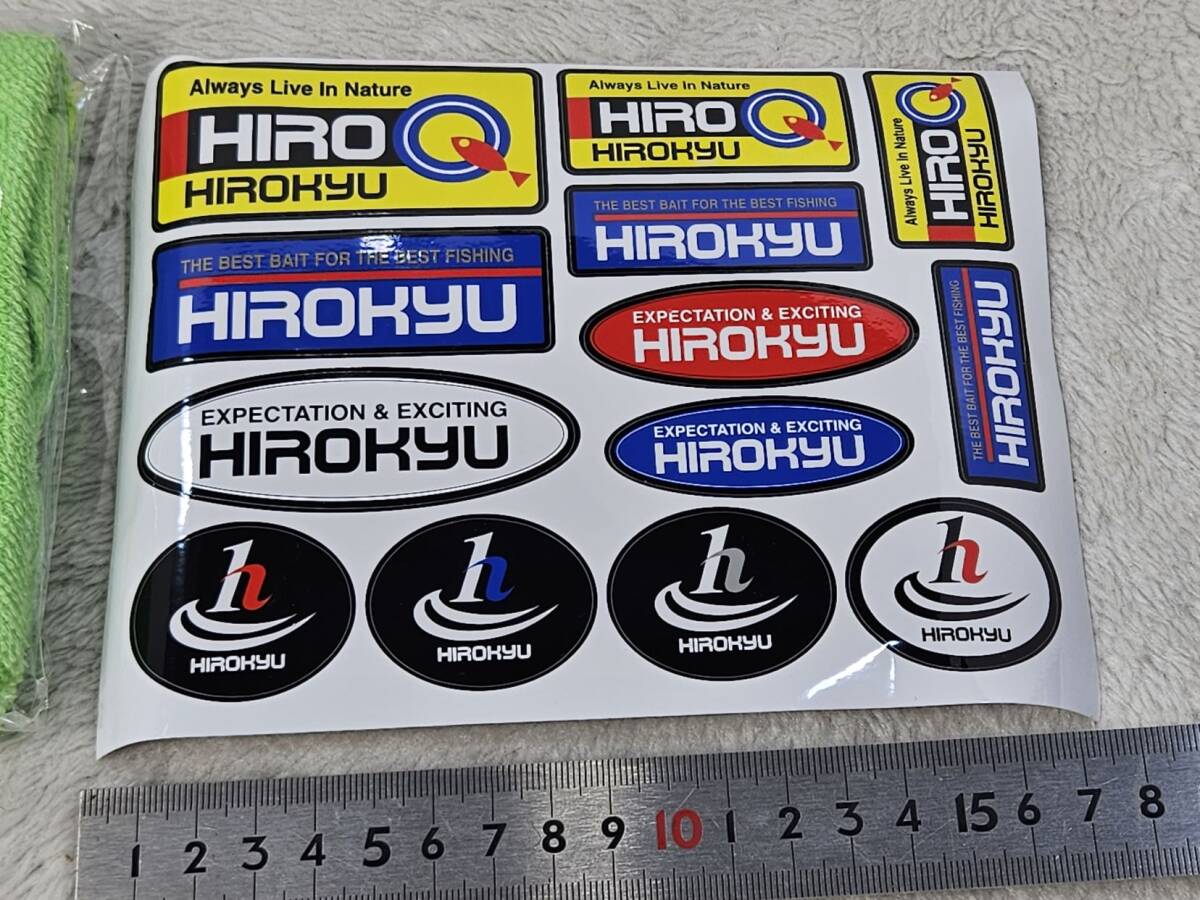 Always Live In Nature
HIRO Q
HIROKYU
Always Live In Nature
HIRO Q
HIROKYU
Always Live In Nature
HIRO Q
HIROKYU
THE BEST BAIT FOR THE BEST FISHING
HIROKYU
THE BEST BAIT FOR THE BEST FISHING
HIROKYU
THE BEST BAIT FOR THE BEST FISHING
HIROKYU
EXPECTATION & EXCITING
HIROKYU
EXPECTATION & EXCITING
HIROKYU
EXPECTATION & EXCITING
HIROKYU
h
HIROKYU
h
HIROKYU
h
HIROKYU
h
HIROKYU
1 2 3 4 5 6 7 8 9 10 1 2 3 4 15 6 7 8